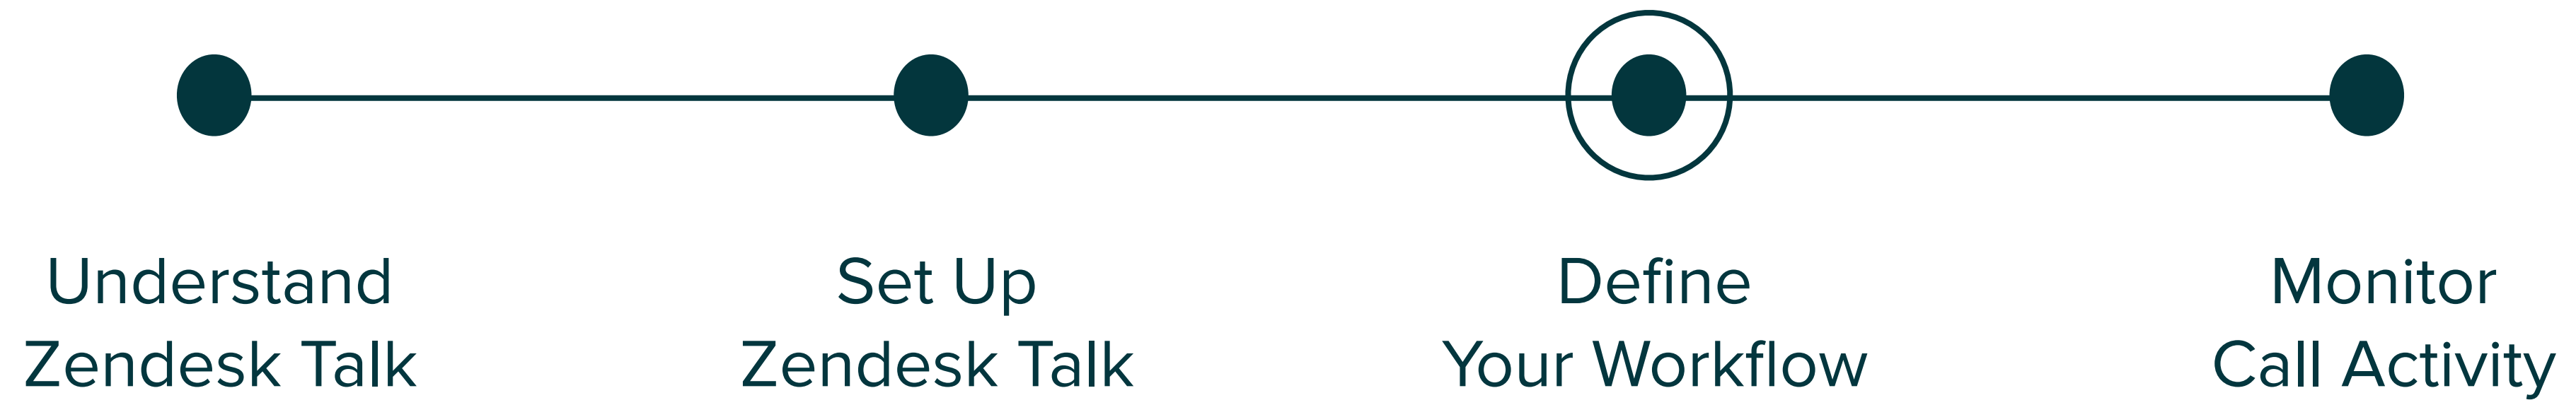 Understand
Zendesk Talk
Set Up
Zendesk Talk
Define
Your Workflow
Monitor
Call Activity